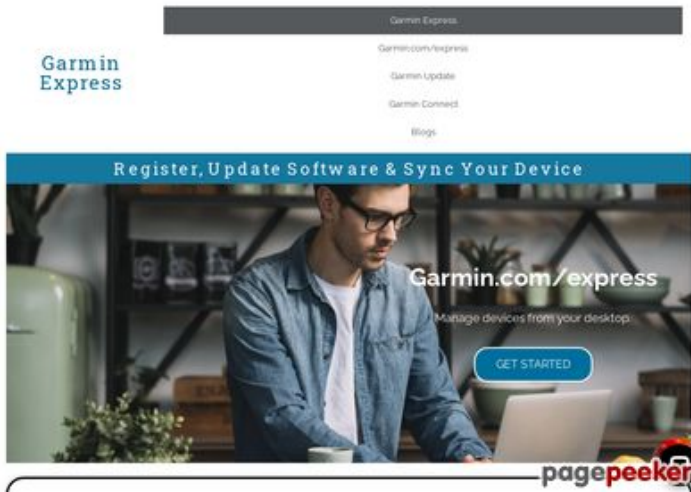 Garmin Express
Garmin.com/express
Garmin Update
Garmin Connect
Blogs
Garmin
Express
Register, Update Software & Sync Your Device
Garmin.com/express
Manage devices from your desktop.
GET STARTED
pagepeeker